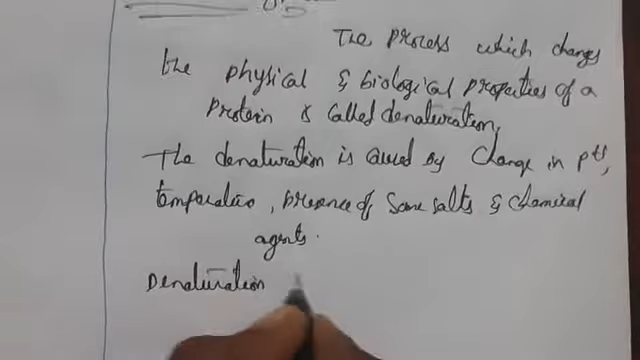 The process which changes
the physical & biological properties of a
protein is called denaturation,
The denaturation is caused by change in pH,
temperature, presence of some salts & chemical
agents.
Denaturation